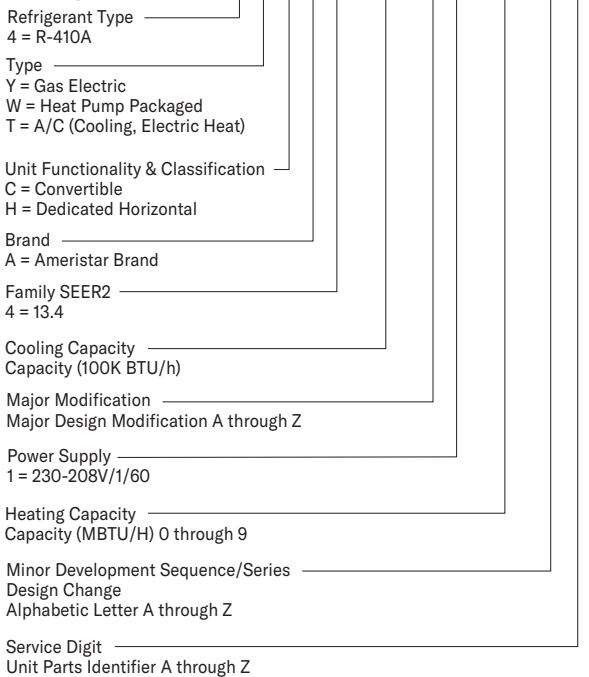 Refrigerant Type
4 = R-410A
Type
Y = Gas Electric
W = Heat Pump Packaged
T = A/C (Cooling, Electric Heat)
Unit Functionality & Classification
C = Convertible
H = Dedicated Horizontal
Brand
A = Ameristar Brand
Family SEER2
4 = 13.4
Cooling Capacity
Capacity (100K BTU/h)
Major Modification
Major Design Modification A through Z
Power Supply
1 = 230-208V/1/60
Heating Capacity
Capacity (MBTU/H) 0 through 9
Minor Development Sequence/Series
Design Change
Alphabetic Letter A through Z
Service Digit
Unit Parts Identifier A through Z